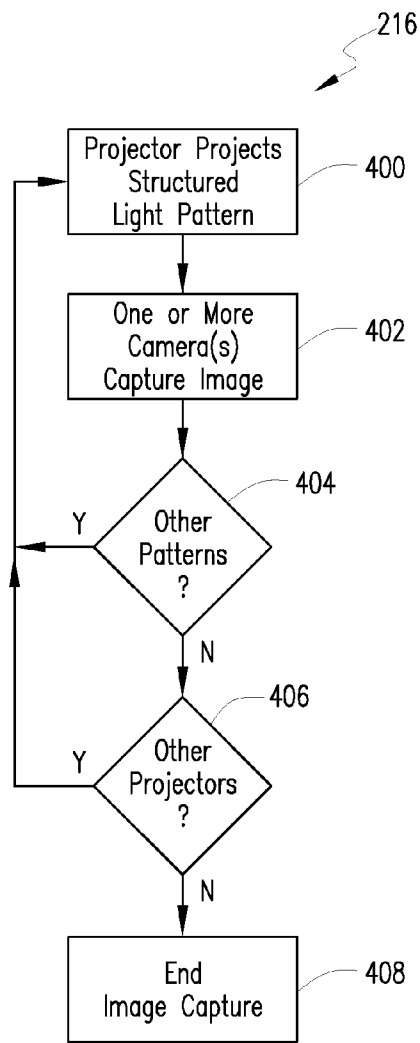 216
Projector Projects
Structured
Light Pattern
400
One or More
Camera(s)
Capture Image
402
404
Other
Patterns
?
Y
N
406
Other
Projectors
?
Y
N
End
Image Capture
408